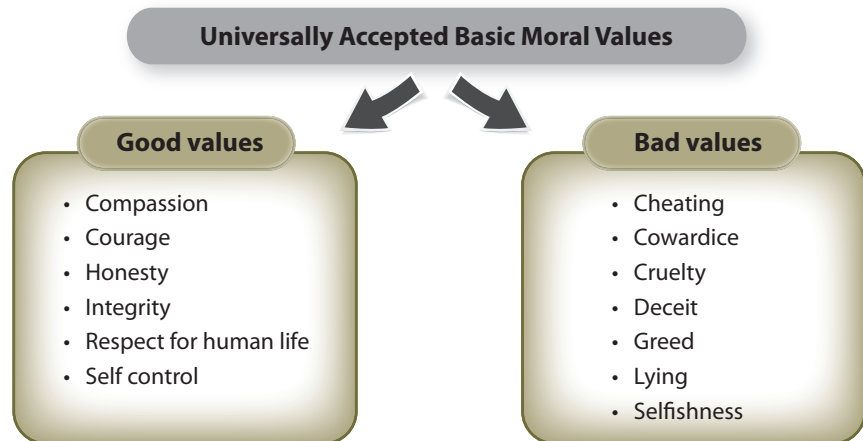 Universally Accepted Basic Moral Values
Good values
• Compassion
• Courage
• Honesty
• Integrity
• Respect for human life
• Self control
Bad values
• Cheating
• Cowardice
• Cruelty
• Deceit
• Greed
• Lying
• Selfishness